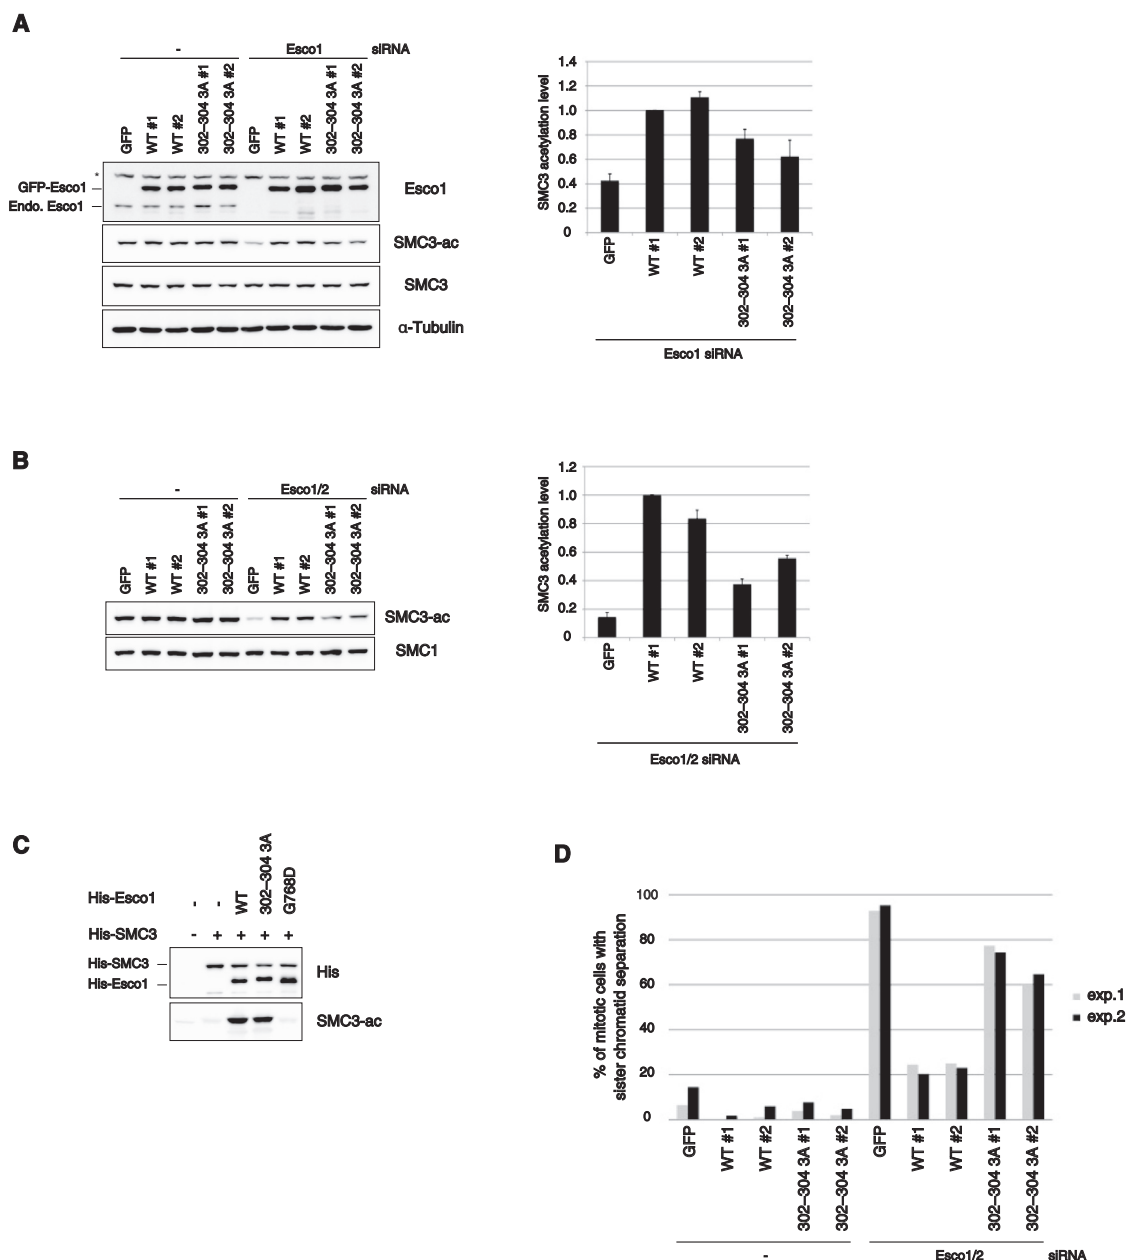 A
- Esco1 siRNA
GFP
WT #1
WT #2
302–304 3A #1
302–304 3A #2
GFP
WT #1
WT #2
302–304 3A #1
302–304 3A #2
*
GFP-Esco1
Endo. Esco1
Esco1
SMC3-ac
SMC3
α-Tubulin
SMC3 acetylation level
1.4
1.2
1.0
0.8
0.6
0.4
0.2
0
GFP
WT #1
WT #2
302–304 3A #1
302–304 3A #2
Esco1 siRNA
B
- Esco1/2 siRNA
GFP
WT #1
WT #2
302–304 3A #1
302–304 3A #2
GFP
WT #1
WT #2
302–304 3A #1
302–304 3A #2
SMC3-ac
SMC1
SMC3 acetylation level
1.2
1.0
0.8
0.6
0.4
0.2
0
GFP
WT #1
WT #2
302–304 3A #1
302–304 3A #2
Esco1/2 siRNA
C
His-Esco1 - - WT 302–304 3A G768D
His-SMC3 - + + + +
His-SMC3
His-Esco1
His
SMC3-ac
D
% of mitotic cells with
sister chromatid separation
100
80
60
40
20
0
exp.1
exp.2
GFP
WT #1
WT #2
302–304 3A #1
302–304 3A #2
GFP
WT #1
WT #2
302–304 3A #1
302–304 3A #2
- Esco1/2 siRNA